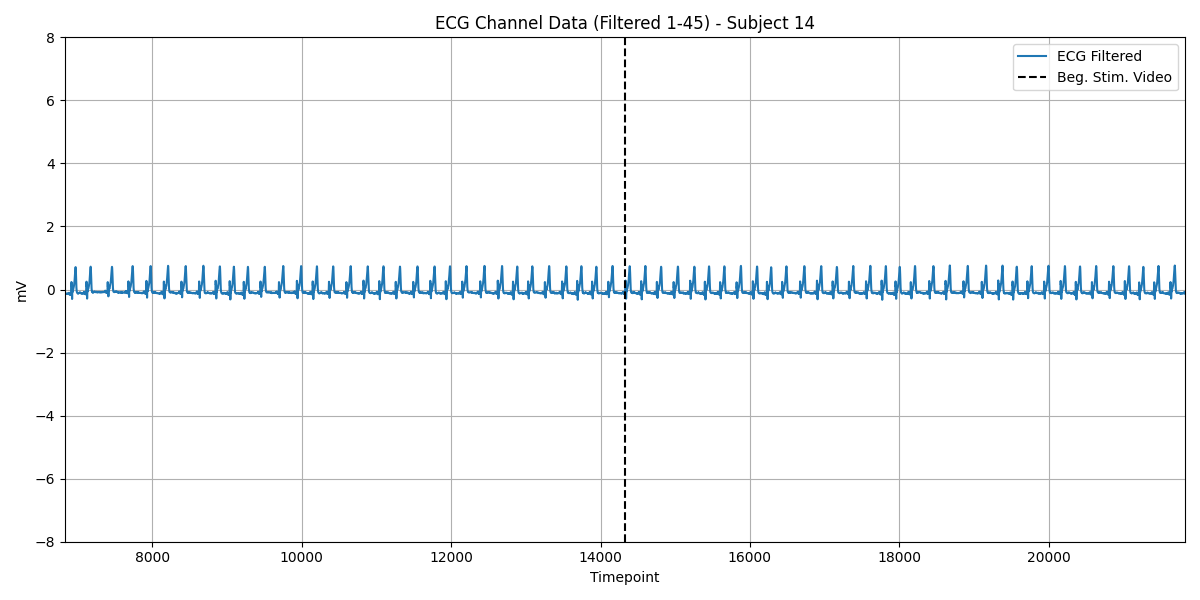 ECG Channel Data (Filtered 1-45) - Subject 14
ECG Filtered
Beg. Stim. Video
8
6
4
2
0
−2
−4
−6
−8
mV
8000 10000 12000 14000 16000 18000 20000
Timepoint